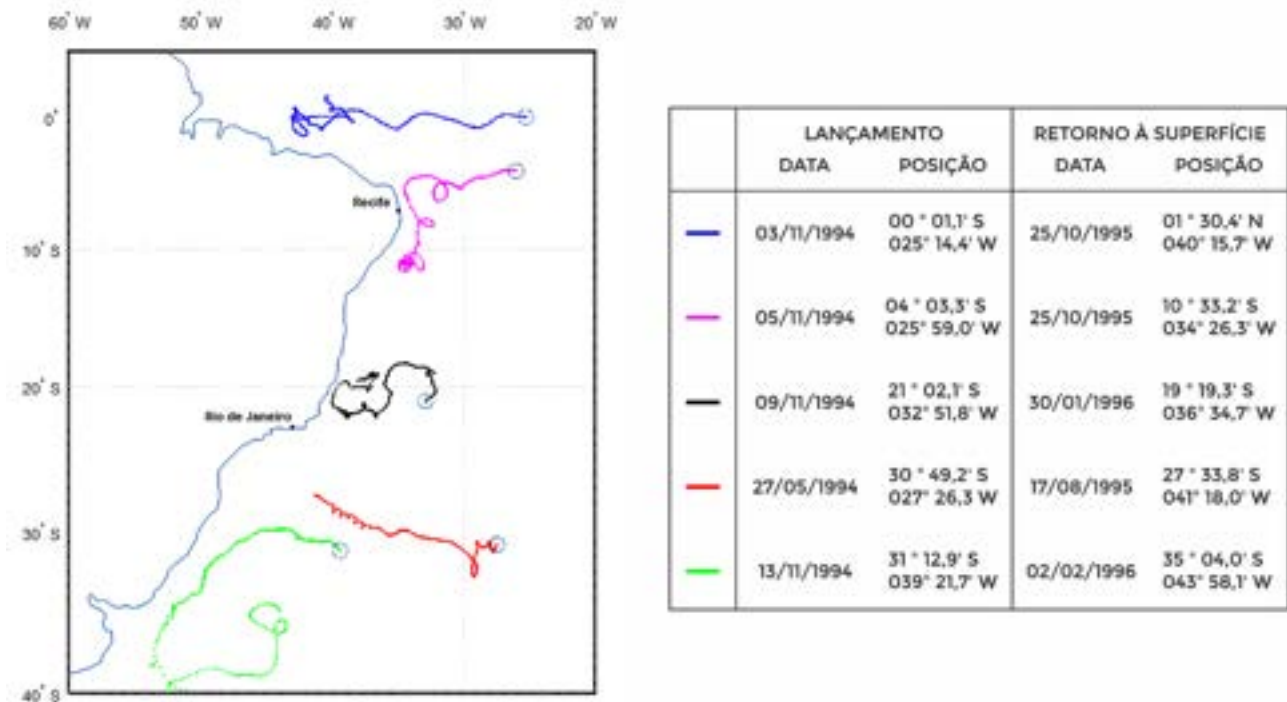 60° W 50° W 40° W 30° W 20° W
0°
Recife
10° S
20° S
Rio de Janeiro
30° S
40° S
LANÇAMENTO RETORNO À SUPERFÍCIE
DATA POSIÇÃO DATA POSIÇÃO
03/11/1994 00 ° 01,1' S 025° 14,4' W 25/10/1995 01 ° 30,4' N 040° 15,7' W
05/11/1994 04 ° 03,3' S 025° 59,0' W 25/10/1995 10 ° 33,2' S 034° 26,3' W
09/11/1994 21 ° 02,1' S 032° 51,8' W 30/01/1996 19 ° 19,3' S 036° 34,7' W
27/05/1994 30 ° 49,2' S 027° 26,3 W 17/08/1995 27 ° 33,8' S 041° 18,0' W
13/11/1994 31 ° 12,9' S 039° 21,7' W 02/02/1996 35 ° 04,0' S 043° 58,1' W